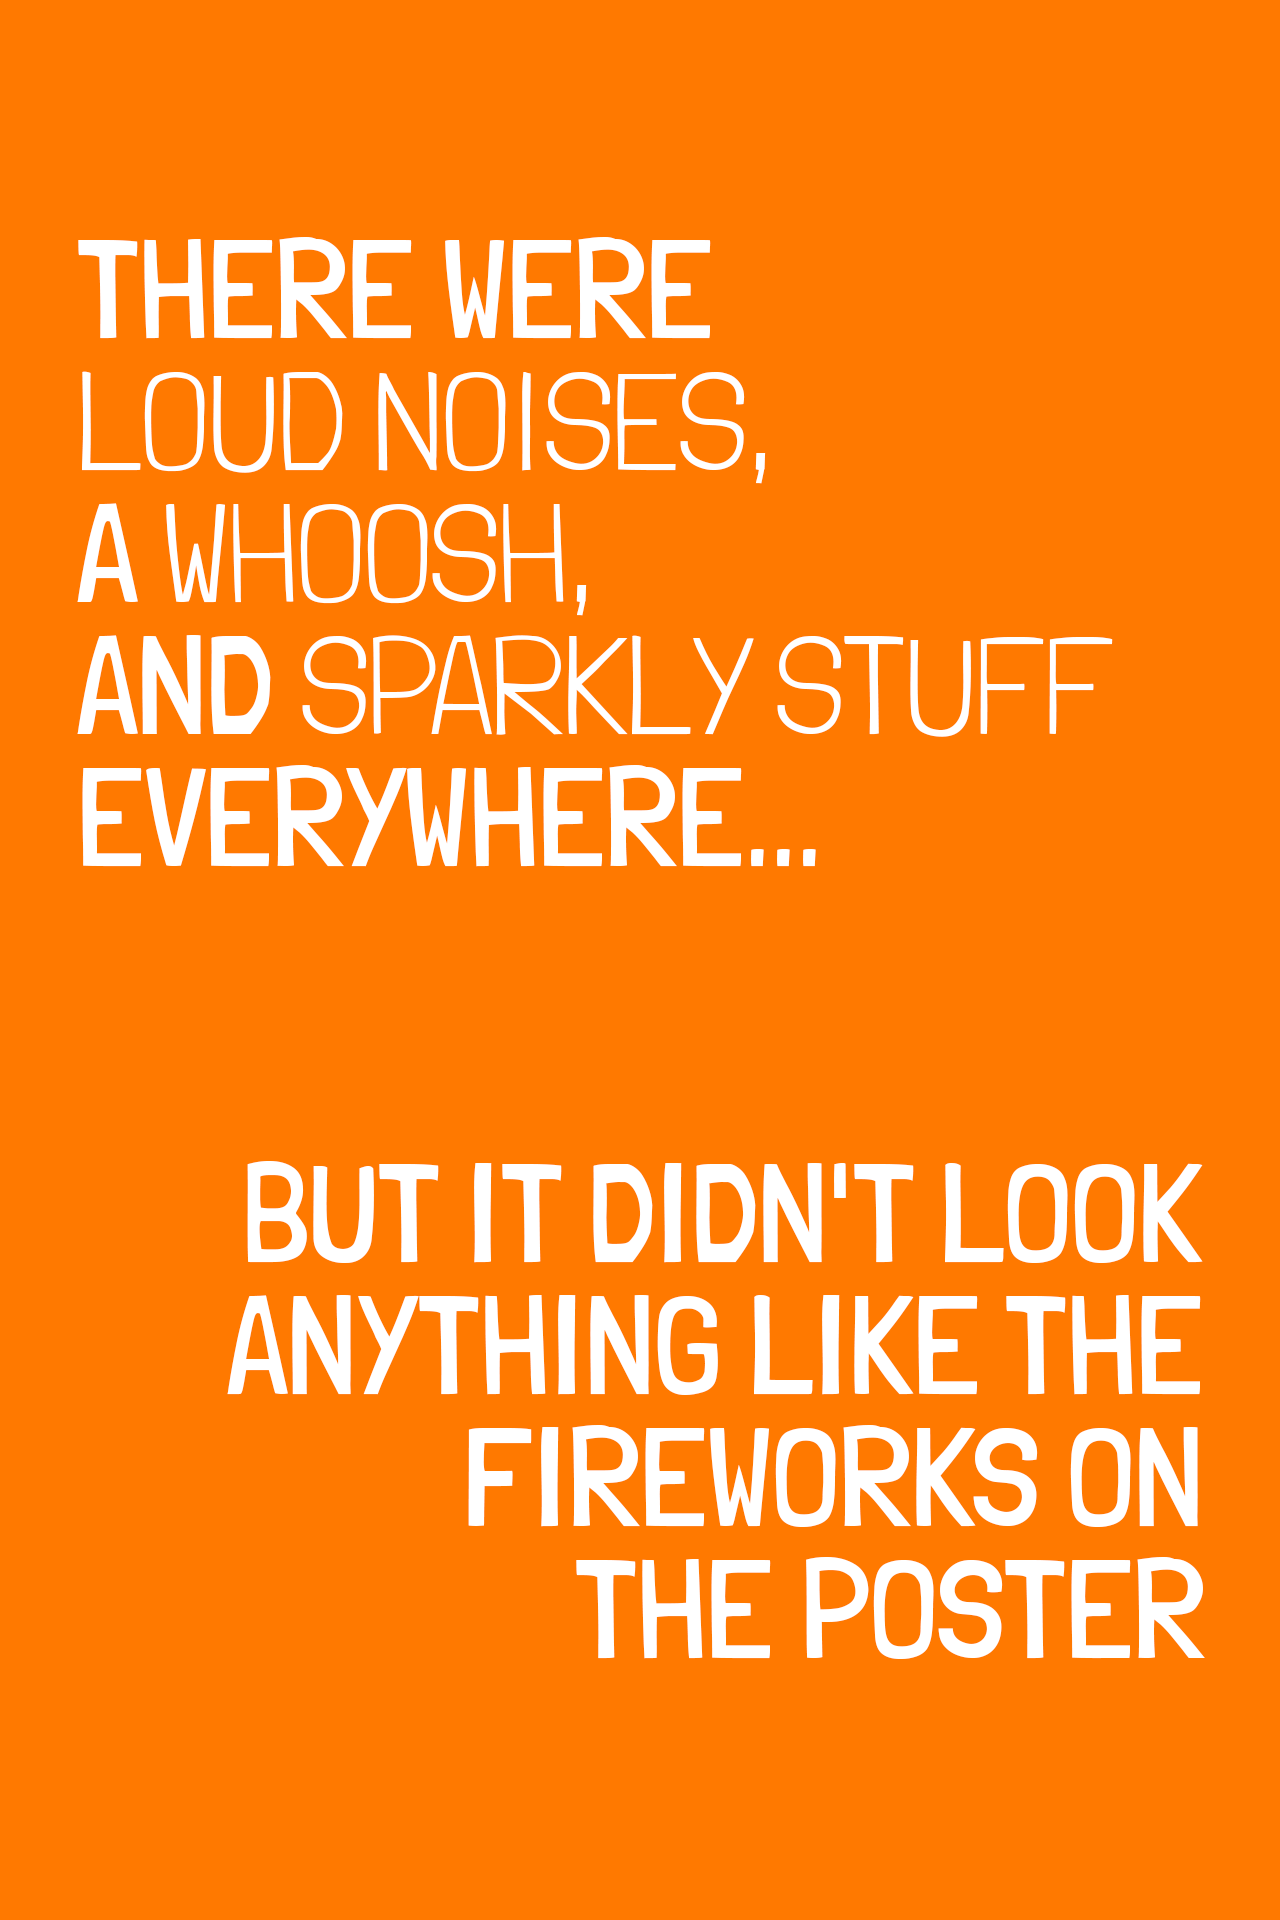 THERE WERE
LOUD NOISES,
A WHOOSH,
AND SPARKLY STUFF
EVERYWHERE...
BUT IT DIDN'T LOOK
ANYTHING LIKE THE
FIREWORKS ON
THE POSTER